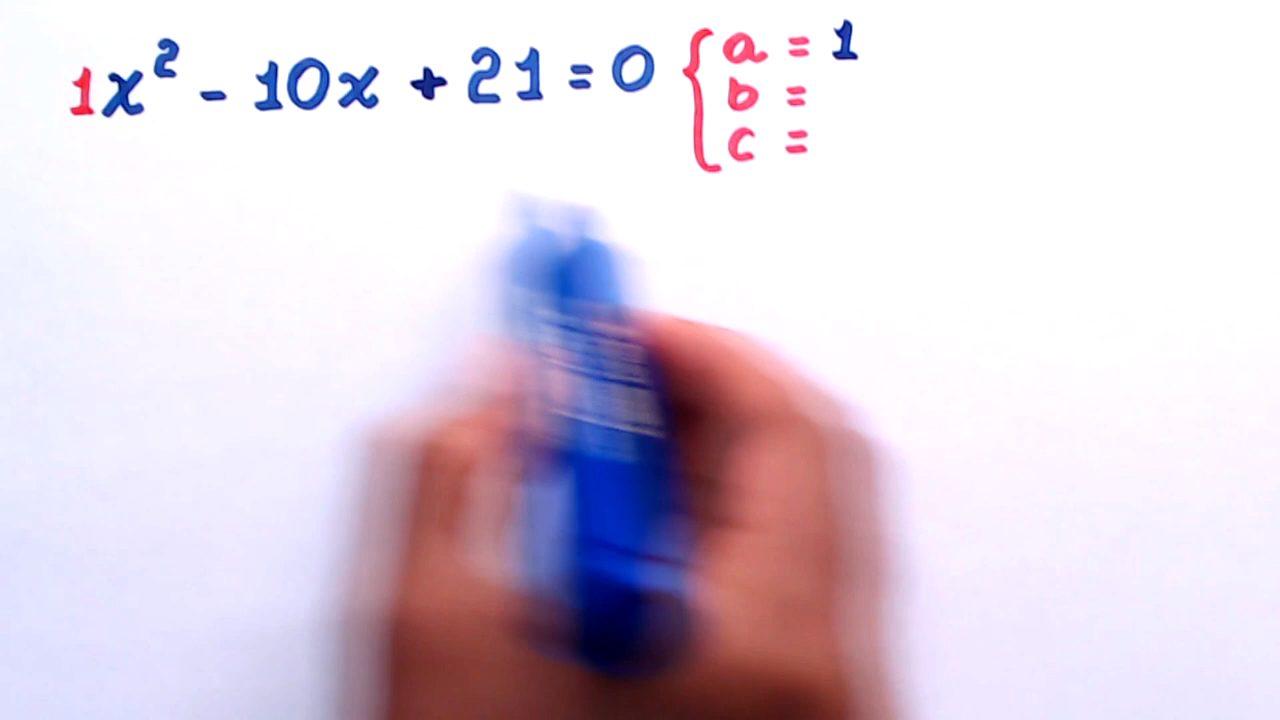 1x² - 10x + 21 = 0 { a = 1
b =
c =